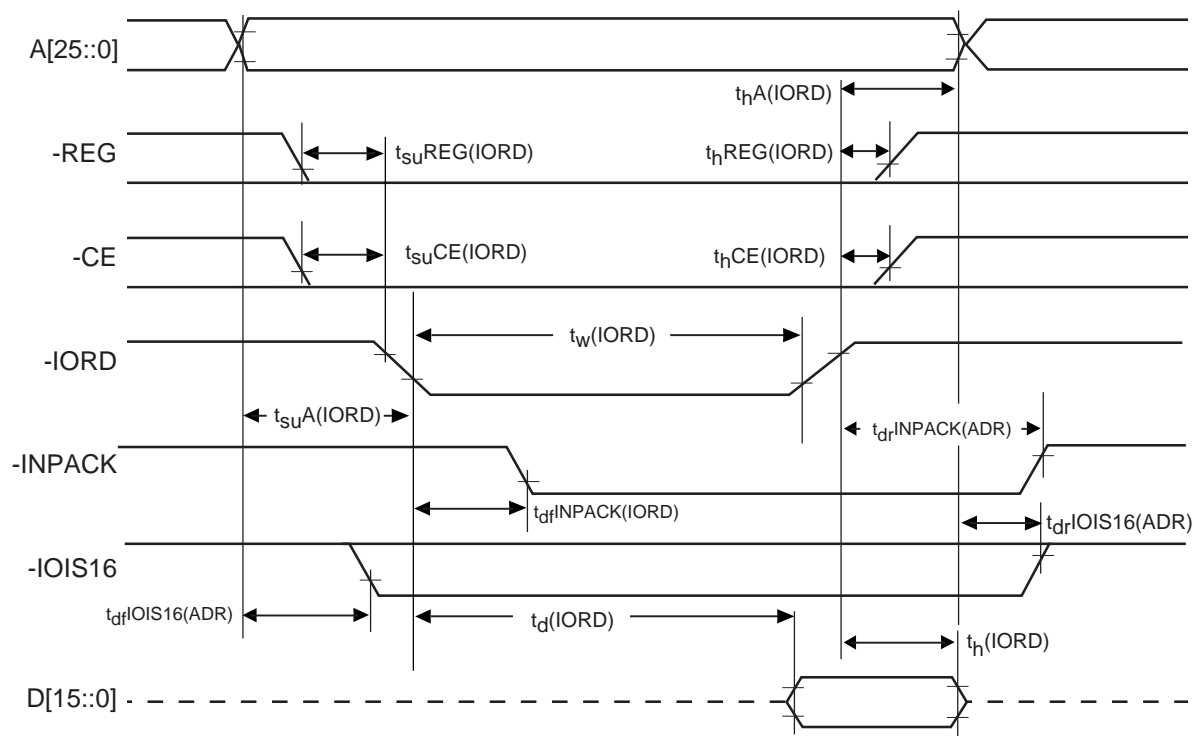 A[25::0]
thA(IORD)
-REG
tsuREG(IORD)
thREG(IORD)
-CE
tsuCE(IORD)
thCE(IORD)
-IORD
tw(IORD)
tsuA(IORD)
tdrINPACK(ADR)
-INPACK
tdfINPACK(IORD)
tdrIOIS16(ADR)
-IOIS16
tdfIOIS16(ADR)
td(IORD)
th(IORD)
D[15::0]